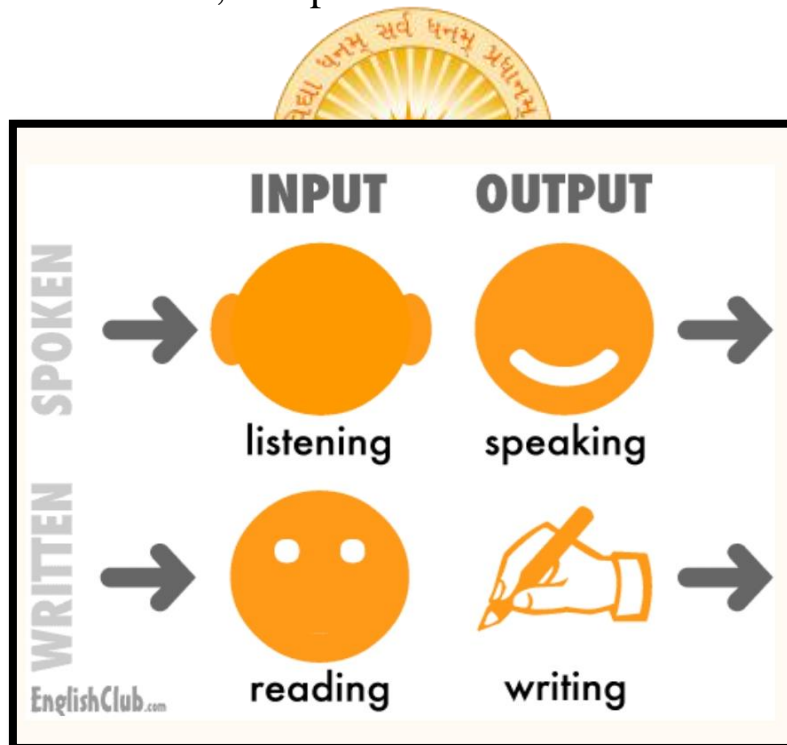 વિદ્યા ધનમ્ સર્વ ધનમ્ પ્રધાનમ્
INPUT OUTPUT
SPOKEN
listening speaking
WRITTEN
reading writing
EnglishClub.com